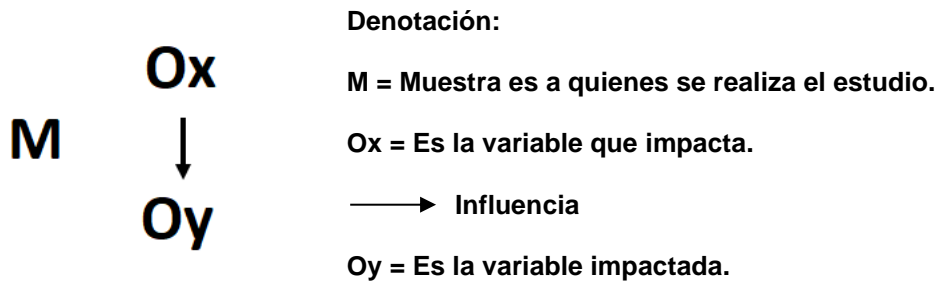 Denotación:
Ox
M = Muestra es a quienes se realiza el estudio.
M
Ox = Es la variable que impacta.
Influencia
Oy
Oy = Es la variable impactada.